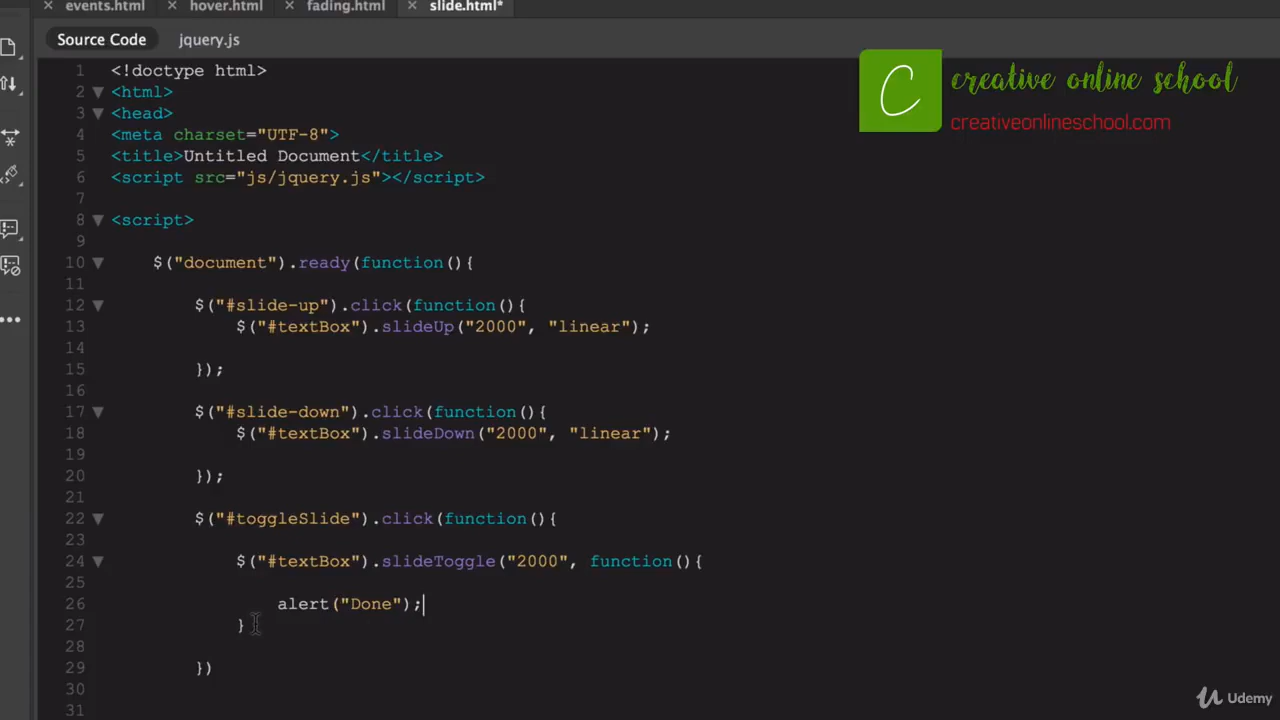 events.html hover.html fading.html slide.html*
Source Code jquery.js
C creative online school
creativeonlineschool.com
1 <!doctype html>
2 <html>
3 <head>
4 <meta charset="UTF-8">
5 <title>Untitled Document</title>
6 <script src="js/jquery.js"></script>
7
8 <script>
9
10 $("document").ready(function(){
11
12 $("#slide-up").click(function(){
13 $("#textBox").slideUp("2000", "linear");
14
15 });
16
17 $("#slide-down").click(function(){
18 $("#textBox").slideDown("2000", "linear");
19
20 });
21
22 $("#toggleSlide").click(function(){
23
24 $("#textBox").slideToggle("2000", function(){
25
26 alert("Done");
27 }
28
29 })
30
31
Udemy